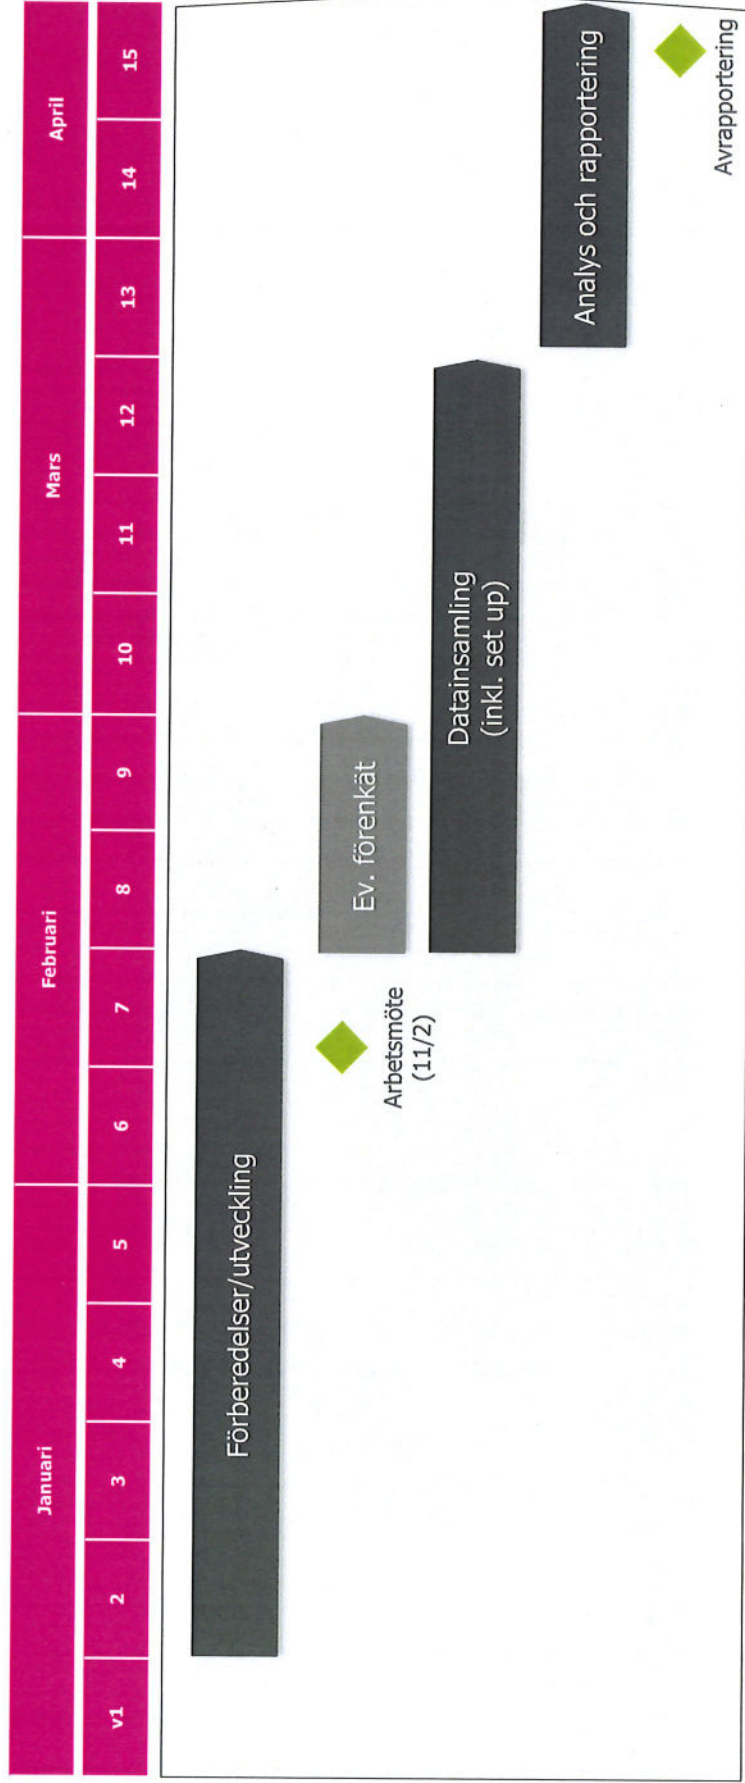 Januari
Februari
Mars
April
v1
2
3
4
5
6
7
8
9
10
11
12
13
14
15
Förberedelser/utveckling
Arbetsmöte
(11/2)
Ev. förenkät
Datainsamling
(inkl. set up)
Analys och rapportering
Avrapportering